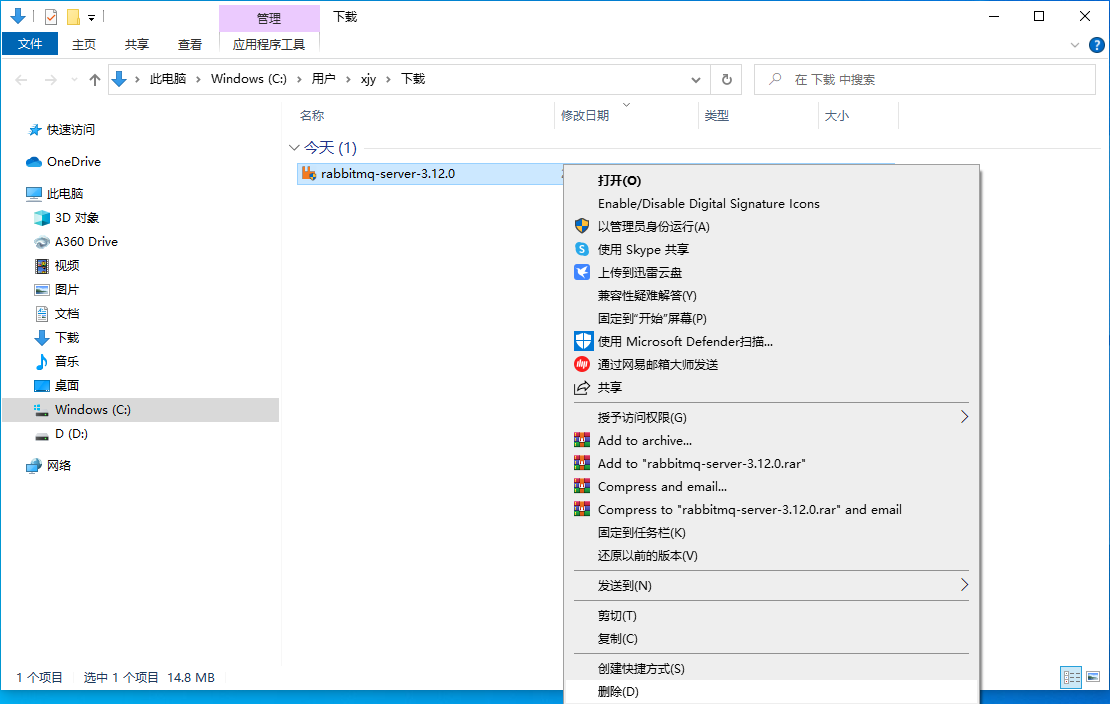 管理
下载
文件
主页
共享
查看
应用程序工具
此电脑 › Windows (C:) › 用户 › xjy › 下载
在 下载 中搜索
名称
修改日期
类型
大小
快速访问
OneDrive
此电脑
3D 对象
A360 Drive
视频
图片
文档
下载
音乐
桌面
Windows (C:)
D (D:)
网络
今天 (1)
rabbitmq-server-3.12.0
打开(O)
Enable/Disable Digital Signature Icons
以管理员身份运行(A)
使用 Skype 共享
上传到迅雷云盘
兼容性疑难解答(Y)
固定到"开始"屏幕(P)
使用 Microsoft Defender扫描...
通过网易邮箱大师发送
共享
授予访问权限(G)
Add to archive...
Add to "rabbitmq-server-3.12.0.rar"
Compress and email...
Compress to "rabbitmq-server-3.12.0.rar" and email
固定到任务栏(K)
还原以前的版本(V)
发送到(N)
剪切(T)
复制(C)
创建快捷方式(S)
删除(D)
1 个项目
选中 1 个项目 14.8 MB